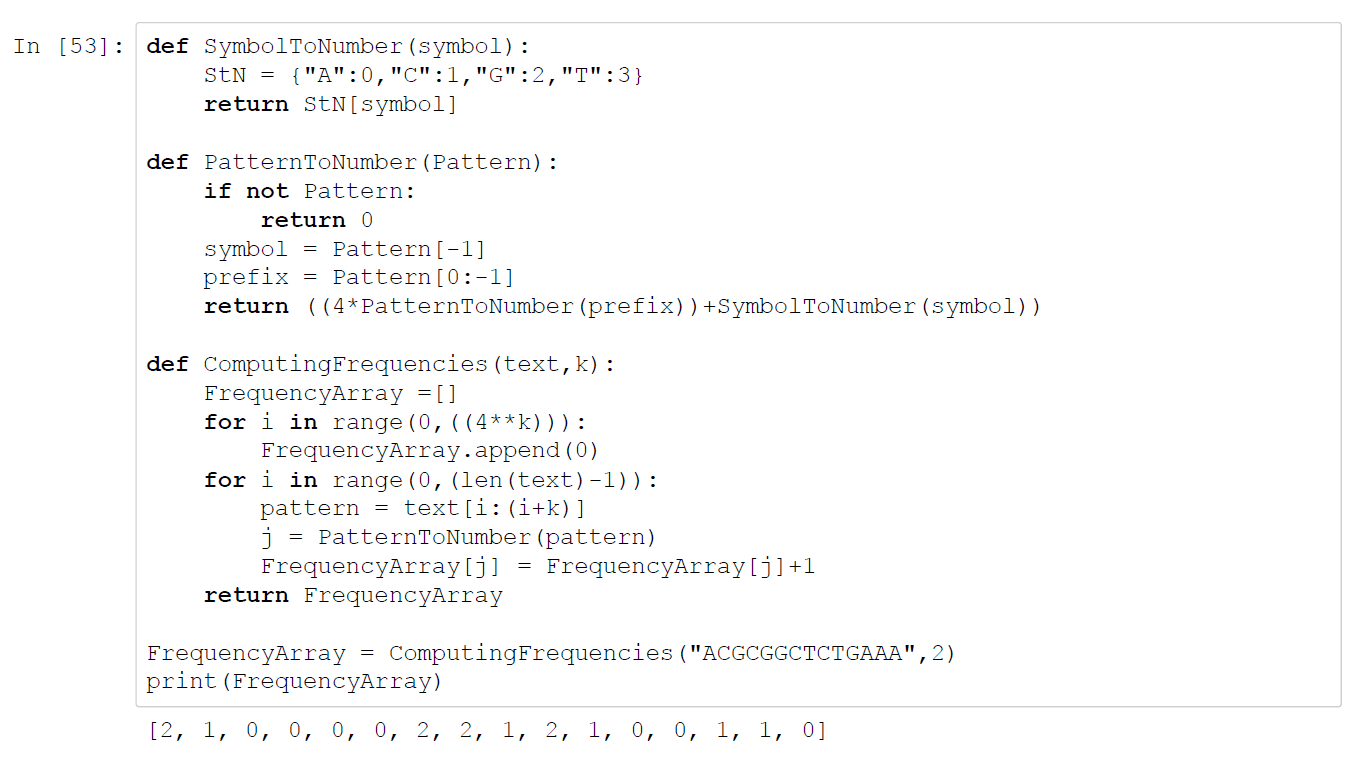 In [53]: def SymbolToNumber(symbol):
    StN = {"A":0,"C":1,"G":2,"T":3}
    return StN[symbol]

def PatternToNumber(Pattern):
    if not Pattern:
        return 0
    symbol = Pattern[-1]
    prefix = Pattern[0:-1]
    return ((4*PatternToNumber(prefix))+SymbolToNumber(symbol))

def ComputingFrequencies(text,k):
    FrequencyArray =[]
    for i in range(0,((4**k))):
        FrequencyArray.append(0)
    for i in range(0,(len(text)-1)):
        pattern = text[i:(i+k)]
        j = PatternToNumber(pattern)
        FrequencyArray[j] = FrequencyArray[j]+1
    return FrequencyArray

FrequencyArray = ComputingFrequencies("ACGCGGCTCTGAAA",2)
print(FrequencyArray)
[2, 1, 0, 0, 0, 0, 2, 2, 1, 2, 1, 0, 0, 1, 1, 0]